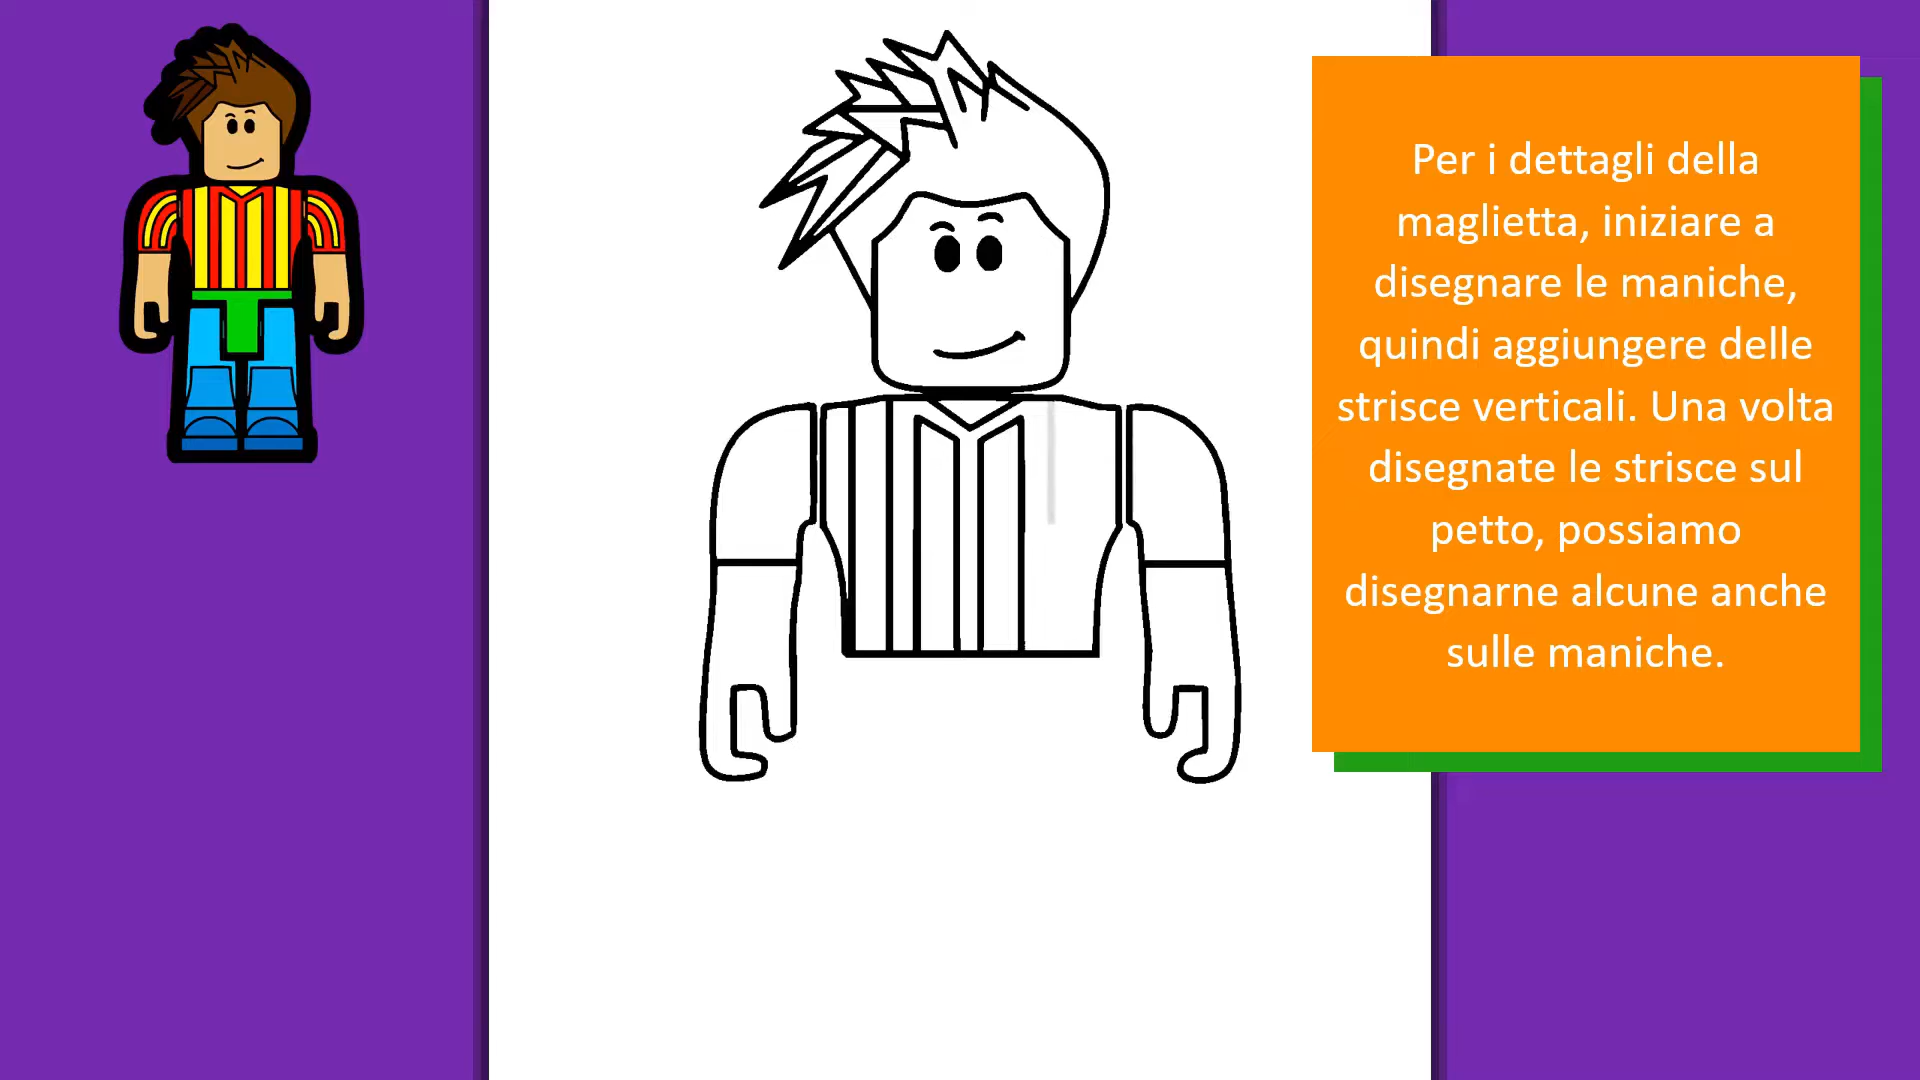 Per i dettagli della
maglietta, iniziare a
disegnare le maniche,
quindi aggiungere delle
strisce verticali. Una volta
disegnate le strisce sul
petto, possiamo
disegnarne alcune anche
sulle maniche.